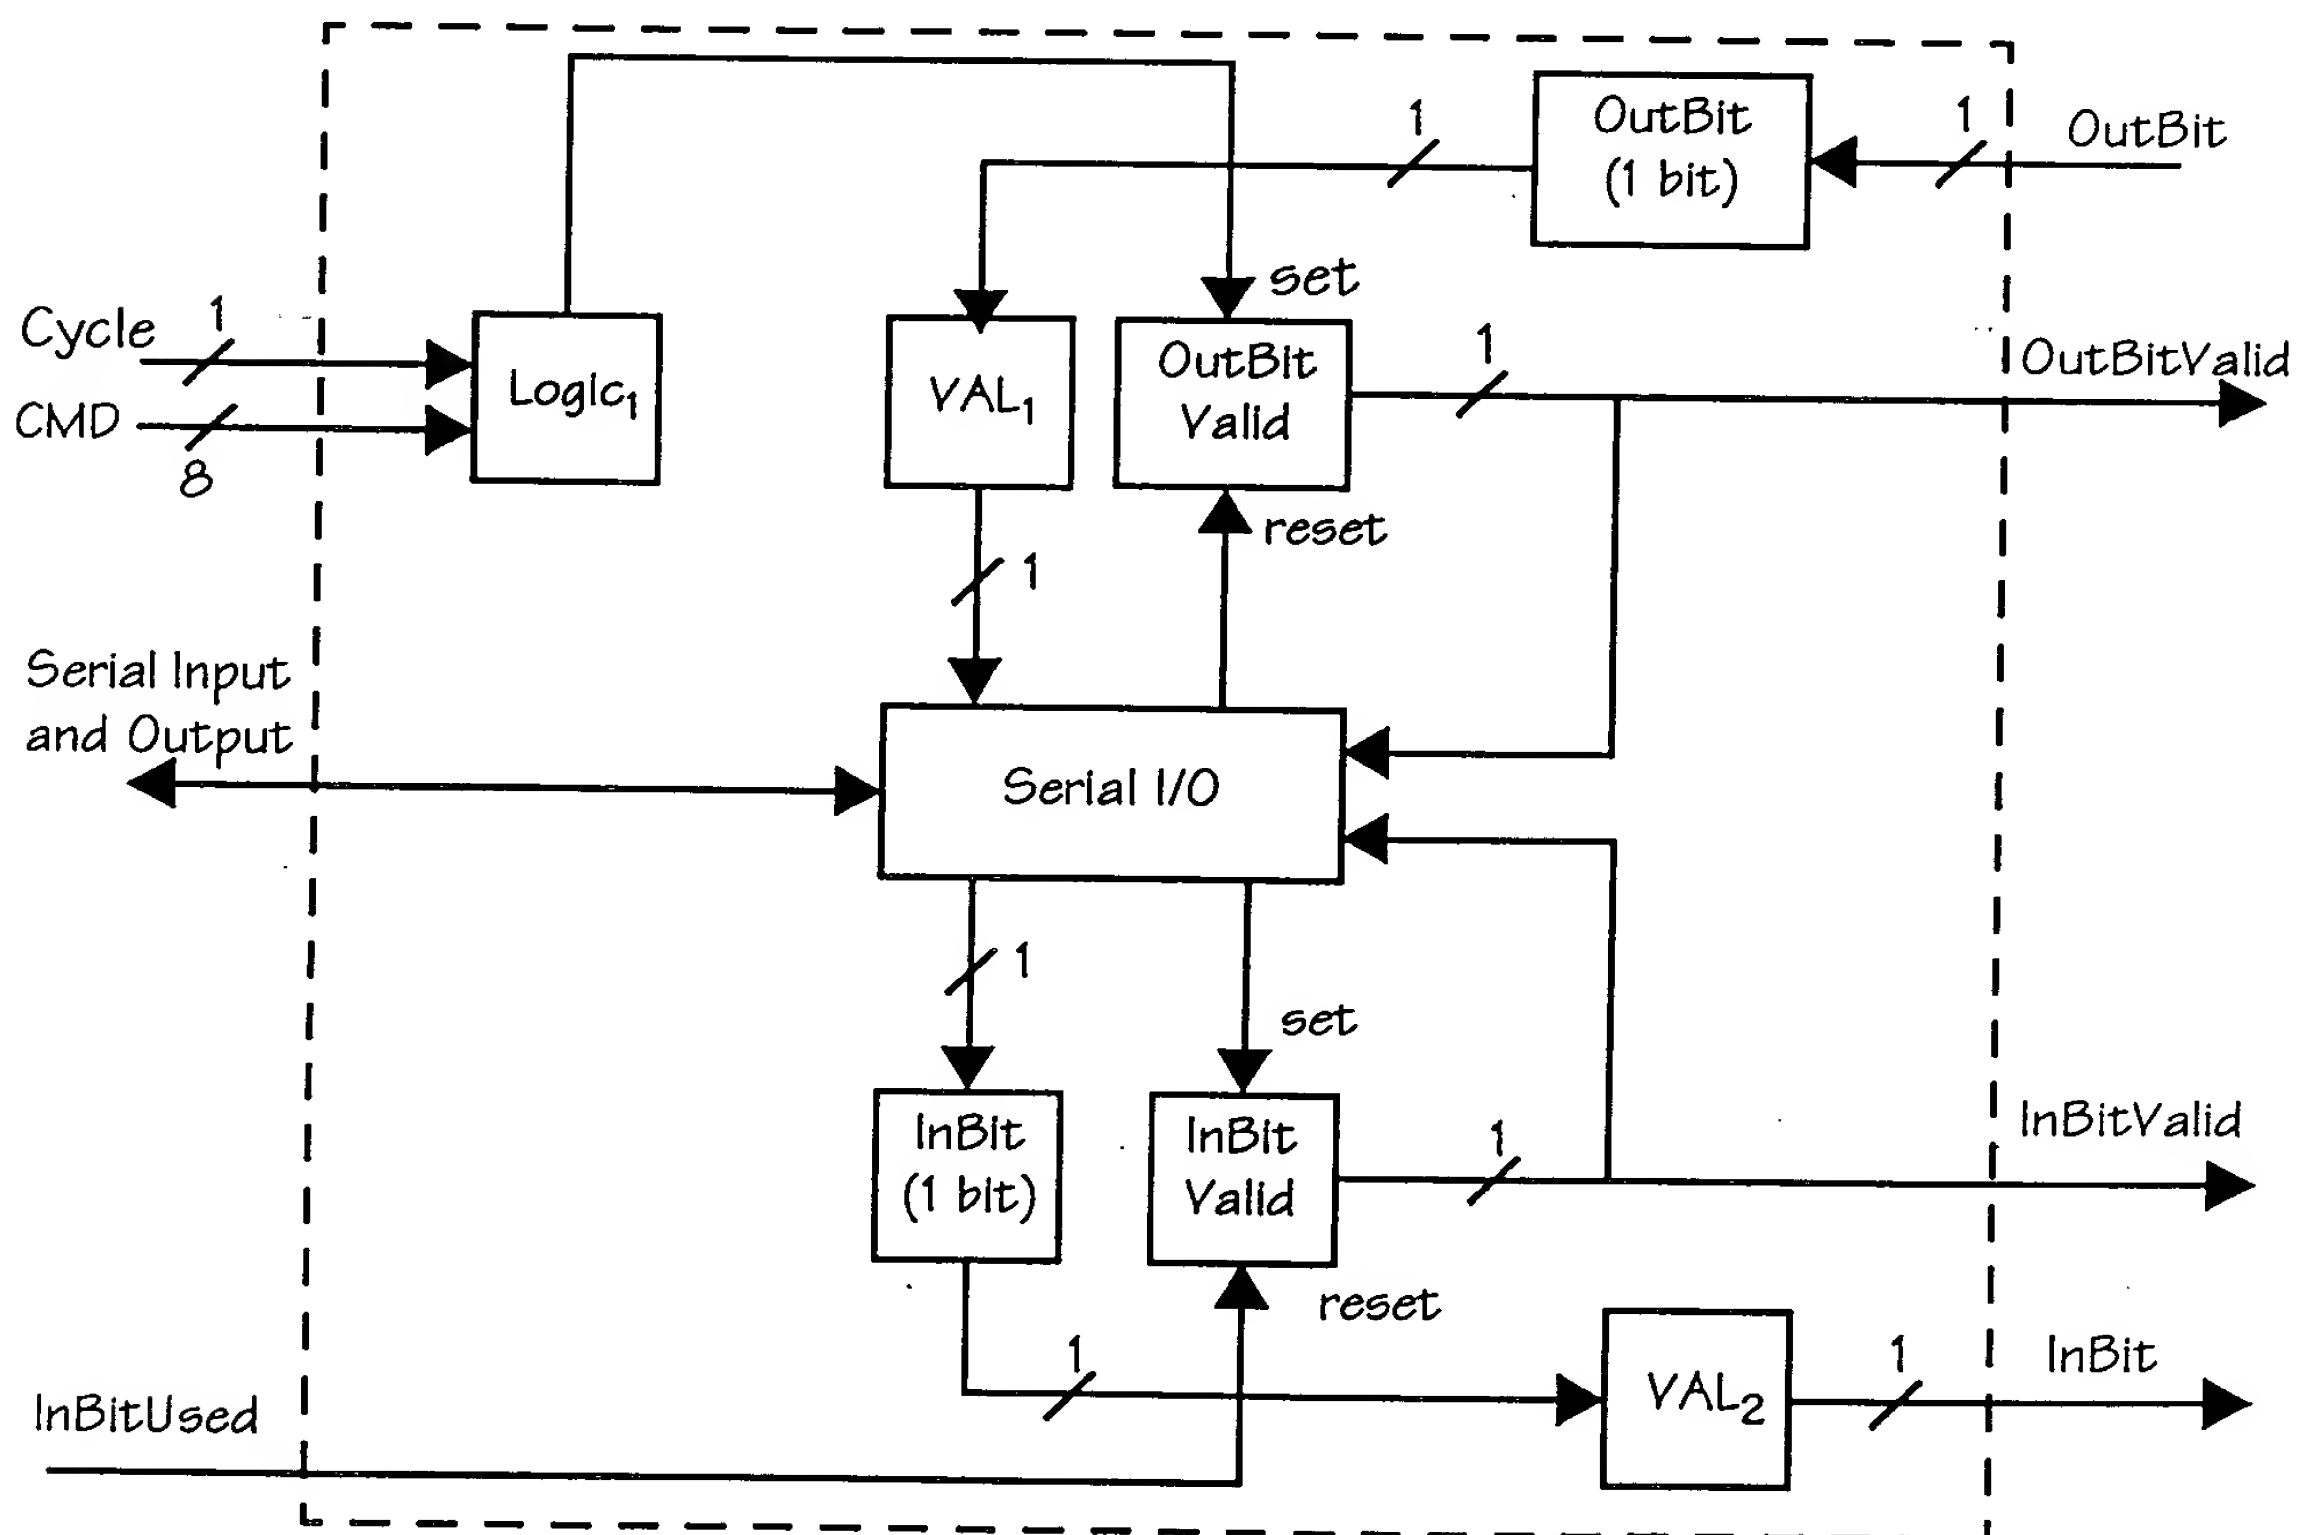 1
OutBit
(1 bit)
1
OutBit
set
Cycle
1
CMD
8
Logic₁
VAL₁
OutBit
Valid
1
OutBitValid
reset
1
Serial Input
and Output
Serial I/O
1
set
InBit
(1 bit)
InBit
Valid
1
InBitValid
reset
1
InBitUsed
VAL₂
1
InBit